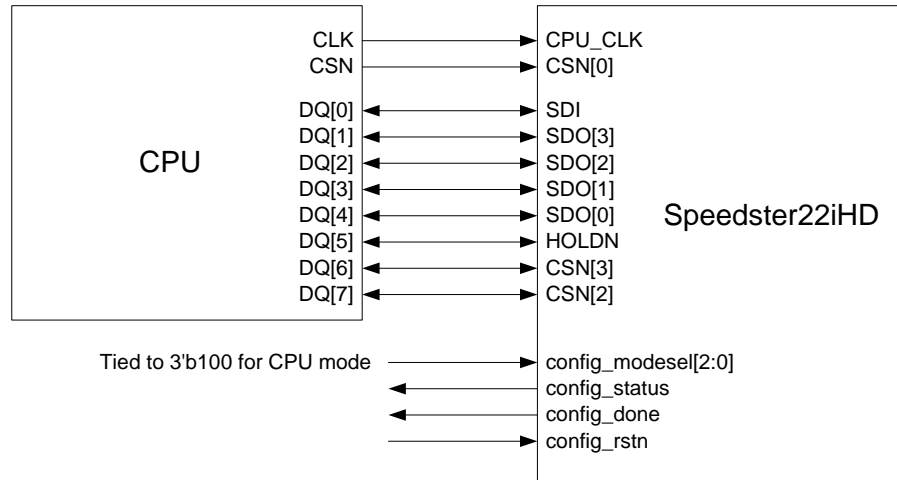 CLK CPU_CLK
CSN CSN[0]
DQ[0] SDI
DQ[1] SDO[3]
DQ[2] SDO[2]
CPU DQ[3] SDO[1]
DQ[4] SDO[0] Speedster22iHD
DQ[5] HOLDN
DQ[6] CSN[3]
DQ[7] CSN[2]
Tied to 3'b100 for CPU mode config_modesel[2:0]
config_status
config_done
config_rstn